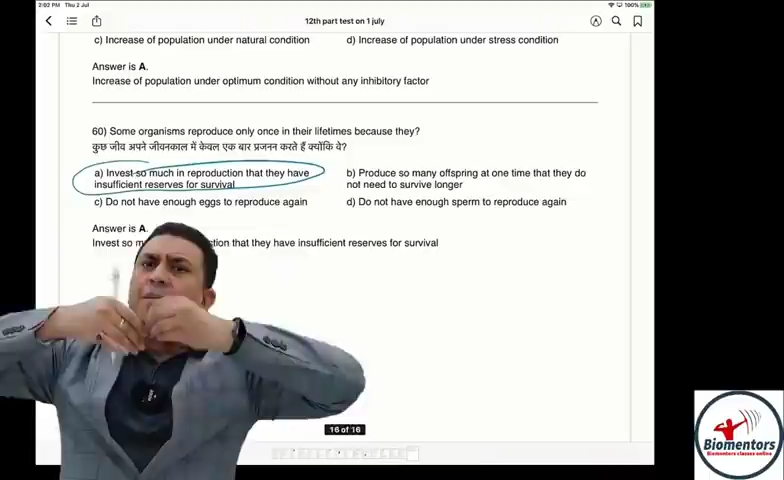 2:02 PM Thu 2 Jul
100%
12th part test on 1 july
c) Increase of population under natural condition
d) Increase of population under stress condition
Answer is A.
Increase of population under optimum condition without any inhibitory factor
60) Some organisms reproduce only once in their lifetimes because they?
कुछ जीव अपने जीवनकाल में केवल एक बार प्रजनन करते हैं क्योंकि वे?
a) Invest so much in reproduction that they have
insufficient reserves for survival
b) Produce so many offspring at one time that they do
not need to survive longer
c) Do not have enough eggs to reproduce again
d) Do not have enough sperm to reproduce again
Answer is A.
Invest so m ction that they have insufficient reserves for survival
16 of 16
Biomentors
Biomentors classes online